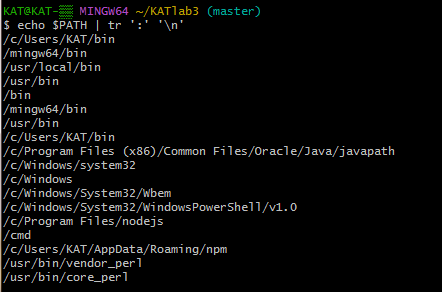 KAT@KAT-▒▒ MINGW64 ~/KATlab3 (master)
$ echo $PATH | tr ':' '\n'
/c/Users/KAT/bin
/mingw64/bin
/usr/local/bin
/usr/bin
/bin
/mingw64/bin
/usr/bin
/c/Users/KAT/bin
/c/Program Files (x86)/Common Files/Oracle/Java/javapath
/c/Windows/system32
/c/Windows
/c/Windows/System32/Wbem
/c/Windows/System32/WindowsPowerShell/v1.0
/c/Program Files/nodejs
/cmd
/c/Users/KAT/AppData/Roaming/npm
/usr/bin/vendor_perl
/usr/bin/core_perl